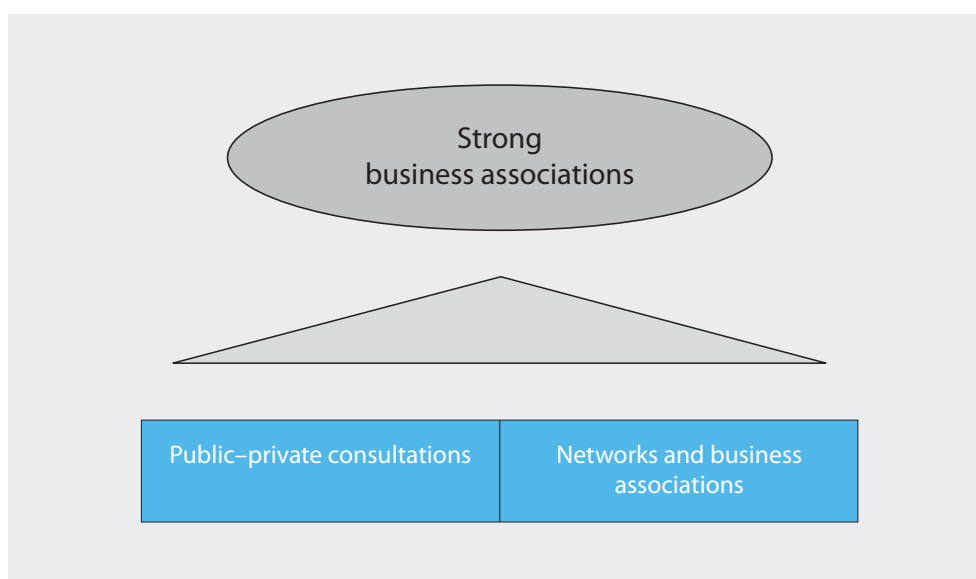 Strong
business associations
Public–private consultations
Networks and business
associations